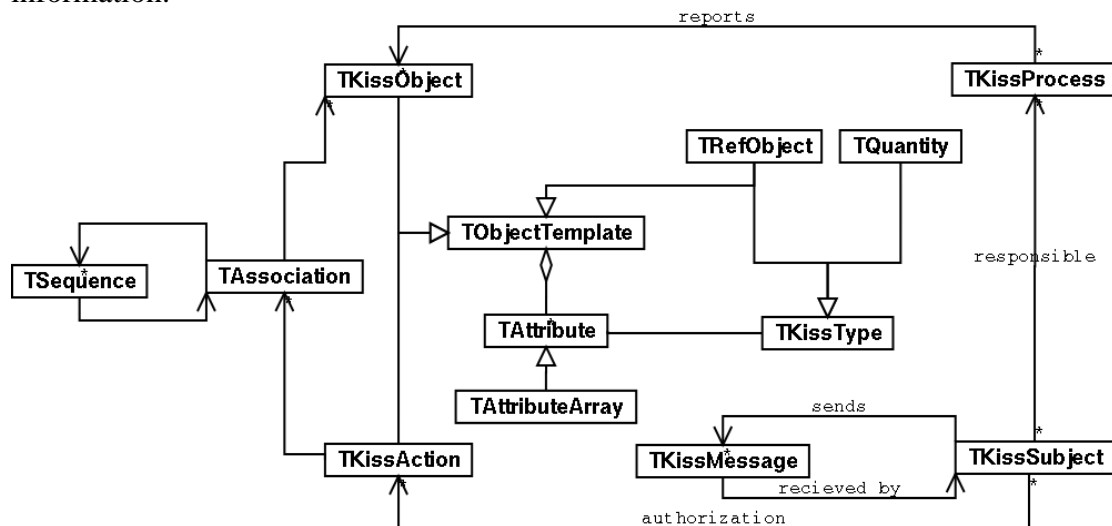 information.
reports
TKissObject
*
TKissProcess
*
*
*
TRefObject
TQuantity
TObjectTemplate
responsible
TSequence
*
TAssociation
*
TAttribute
*
TKissType
TAttributeArray
sends
TKissAction
*
TKissMessage
*
TKissSubject
*
*
recieved by
authorization